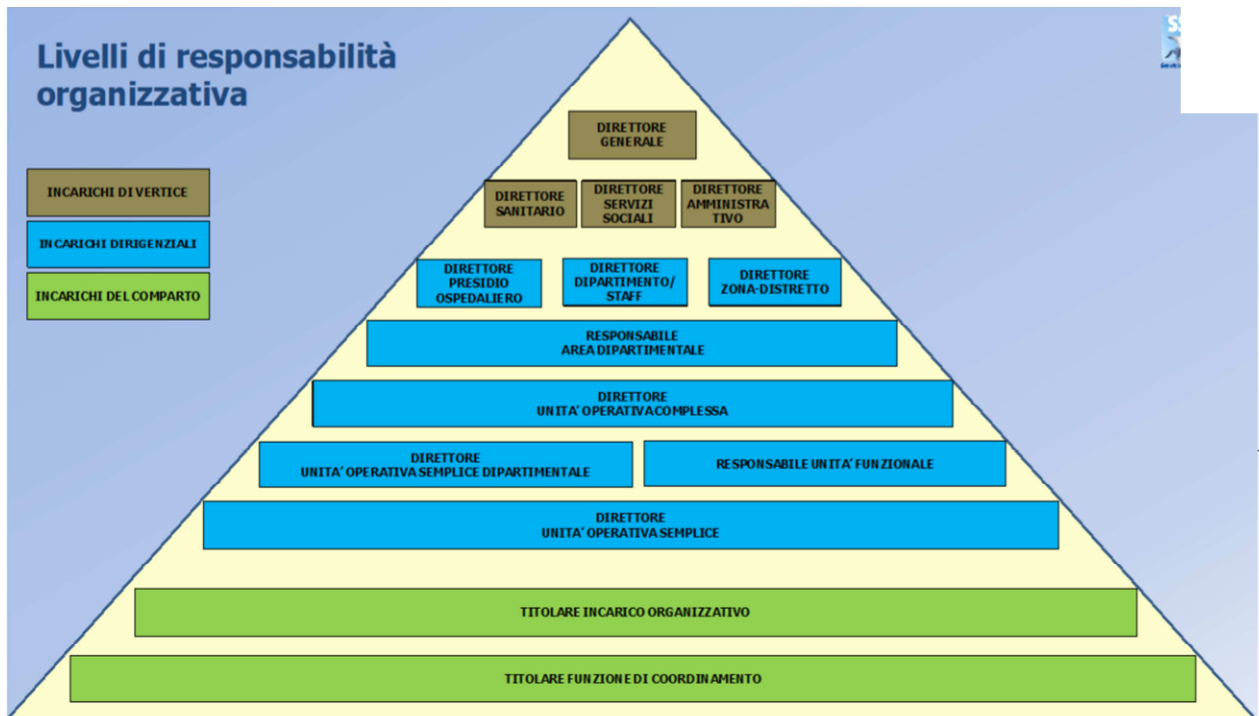 Livelli di responsabilità
organizzativa
INCARICHI DI VERTICE
INCARICHI DIRIGENZIALI
INCARICHI DEL COMPARTO
DIRETTORE
GENERALE
DIRETTORE
SANITARIO
DIRETTORE
SERVIZI
SOCIALI
DIRETTORE
AMMINISTRA
TIVO
DIRETTORE
PRESIDIO
OSPEDALIERO
DIRETTORE
DIPARTIMENTO/
STAFF
DIRETTORE
ZONA-DISTRETTO
RESPONSABILE
AREA DIPARTIMENTALE
DIRETTORE
UNITA' OPERATIVA COMPLESSA
DIRETTORE
UNITA' OPERATIVA SEMPLICE DIPARTIMENTALE
RESPONSABILE UNITA' FUNZIONALE
DIRETTORE
UNITA' OPERATIVA SEMPLICE
TITOLARE INCARICO ORGANIZZATIVO
TITOLARE FUNZIONE DI COORDINAMENTO